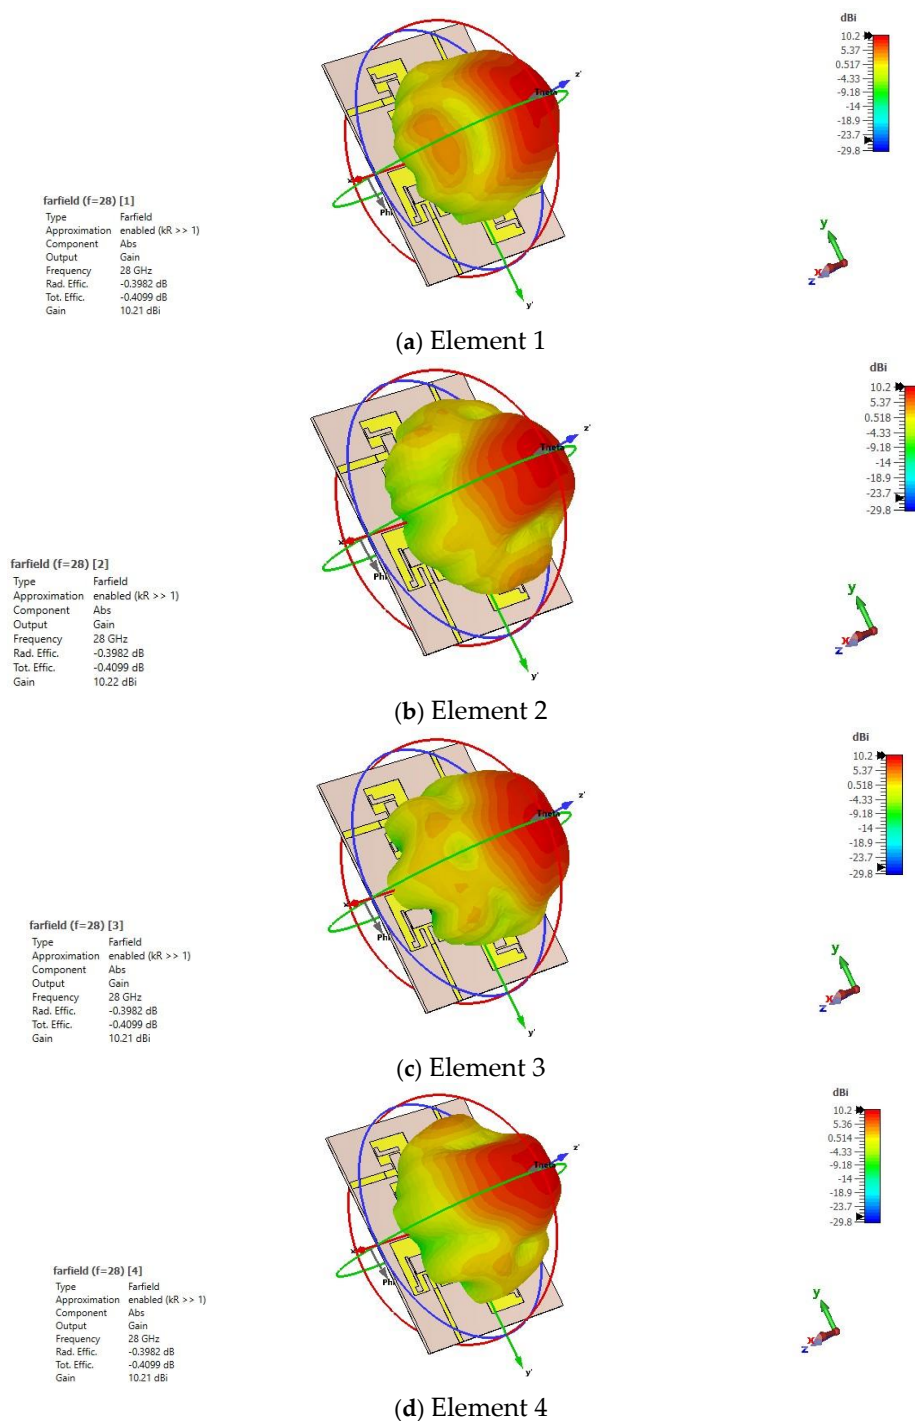 dBi
10.2
5.37
0.517
-4.33
-9.18
-14
-18.9
-23.7
-29.8
z'
Theta
x
Phi
y'
farfield (f=28) [1]
Type Farfield
Approximation enabled (kR >> 1)
Component Abs
Output Gain
Frequency 28 GHz
Rad. Effic. -0.3982 dB
Tot. Effic. -0.4099 dB
Gain 10.21 dBi
y
x
z
(a) Element 1
dBi
10.2
5.37
0.518
-4.33
-9.18
-14
-18.9
-23.7
-29.8
z'
Theta
x
Phi
y'
farfield (f=28) [2]
Type Farfield
Approximation enabled (kR >> 1)
Component Abs
Output Gain
Frequency 28 GHz
Rad. Effic. -0.3982 dB
Tot. Effic. -0.4099 dB
Gain 10.22 dBi
y
x
z
(b) Element 2
dBi
10.2
5.37
0.518
-4.33
-9.18
-14
-18.9
-23.7
-29.8
z'
Theta
x
Phi
y'
farfield (f=28) [3]
Type Farfield
Approximation enabled (kR >> 1)
Component Abs
Output Gain
Frequency 28 GHz
Rad. Effic. -0.3982 dB
Tot. Effic. -0.4099 dB
Gain 10.21 dBi
y
x
z
(c) Element 3
dBi
10.2
5.36
0.514
-4.33
-9.18
-14
-18.9
-23.7
-29.8
z'
Theta
x
Phi
y'
farfield (f=28) [4]
Type Farfield
Approximation enabled (kR >> 1)
Component Abs
Output Gain
Frequency 28 GHz
Rad. Effic. -0.3982 dB
Tot. Effic. -0.4099 dB
Gain 10.21 dBi
y
x
z
(d) Element 4